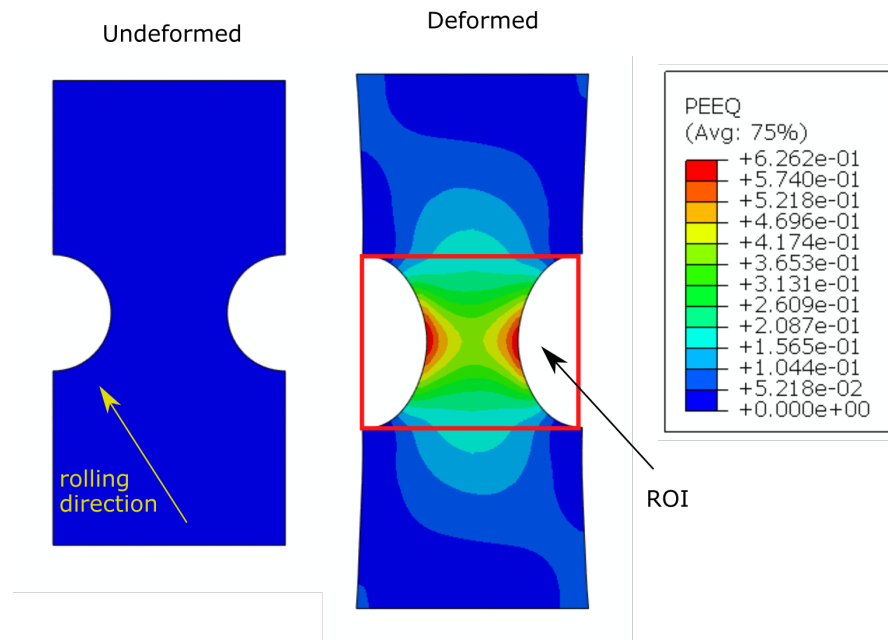 Undeformed
Deformed
PEEQ
(Avg: 75%)
+6.262e-01
+5.740e-01
+5.218e-01
+4.696e-01
+4.174e-01
+3.653e-01
+3.131e-01
+2.609e-01
+2.087e-01
+1.565e-01
+1.044e-01
+5.218e-02
+0.000e+00
rolling
direction
ROI